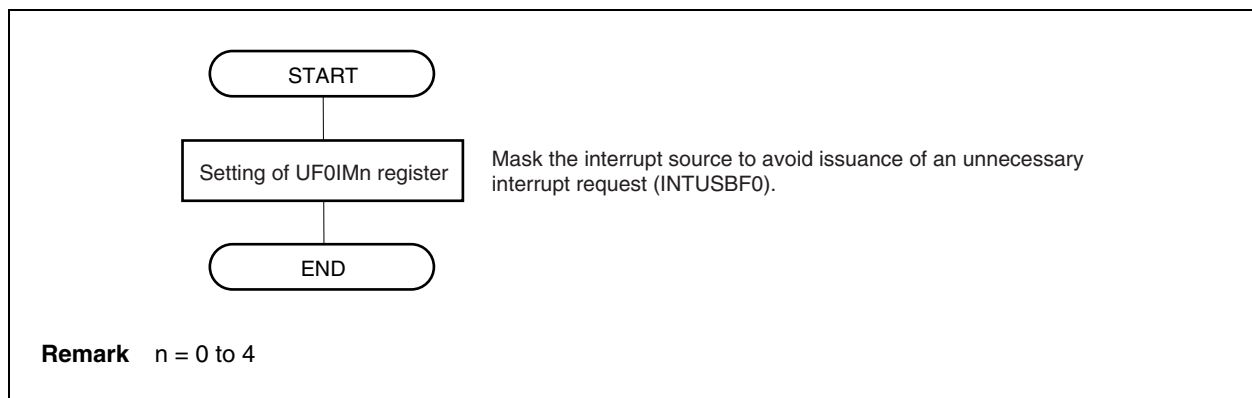 START
Setting of UF0IMn register
Mask the interrupt source to avoid issuance of an unnecessary
interrupt request (INTUSBF0).
END
Remark n = 0 to 4